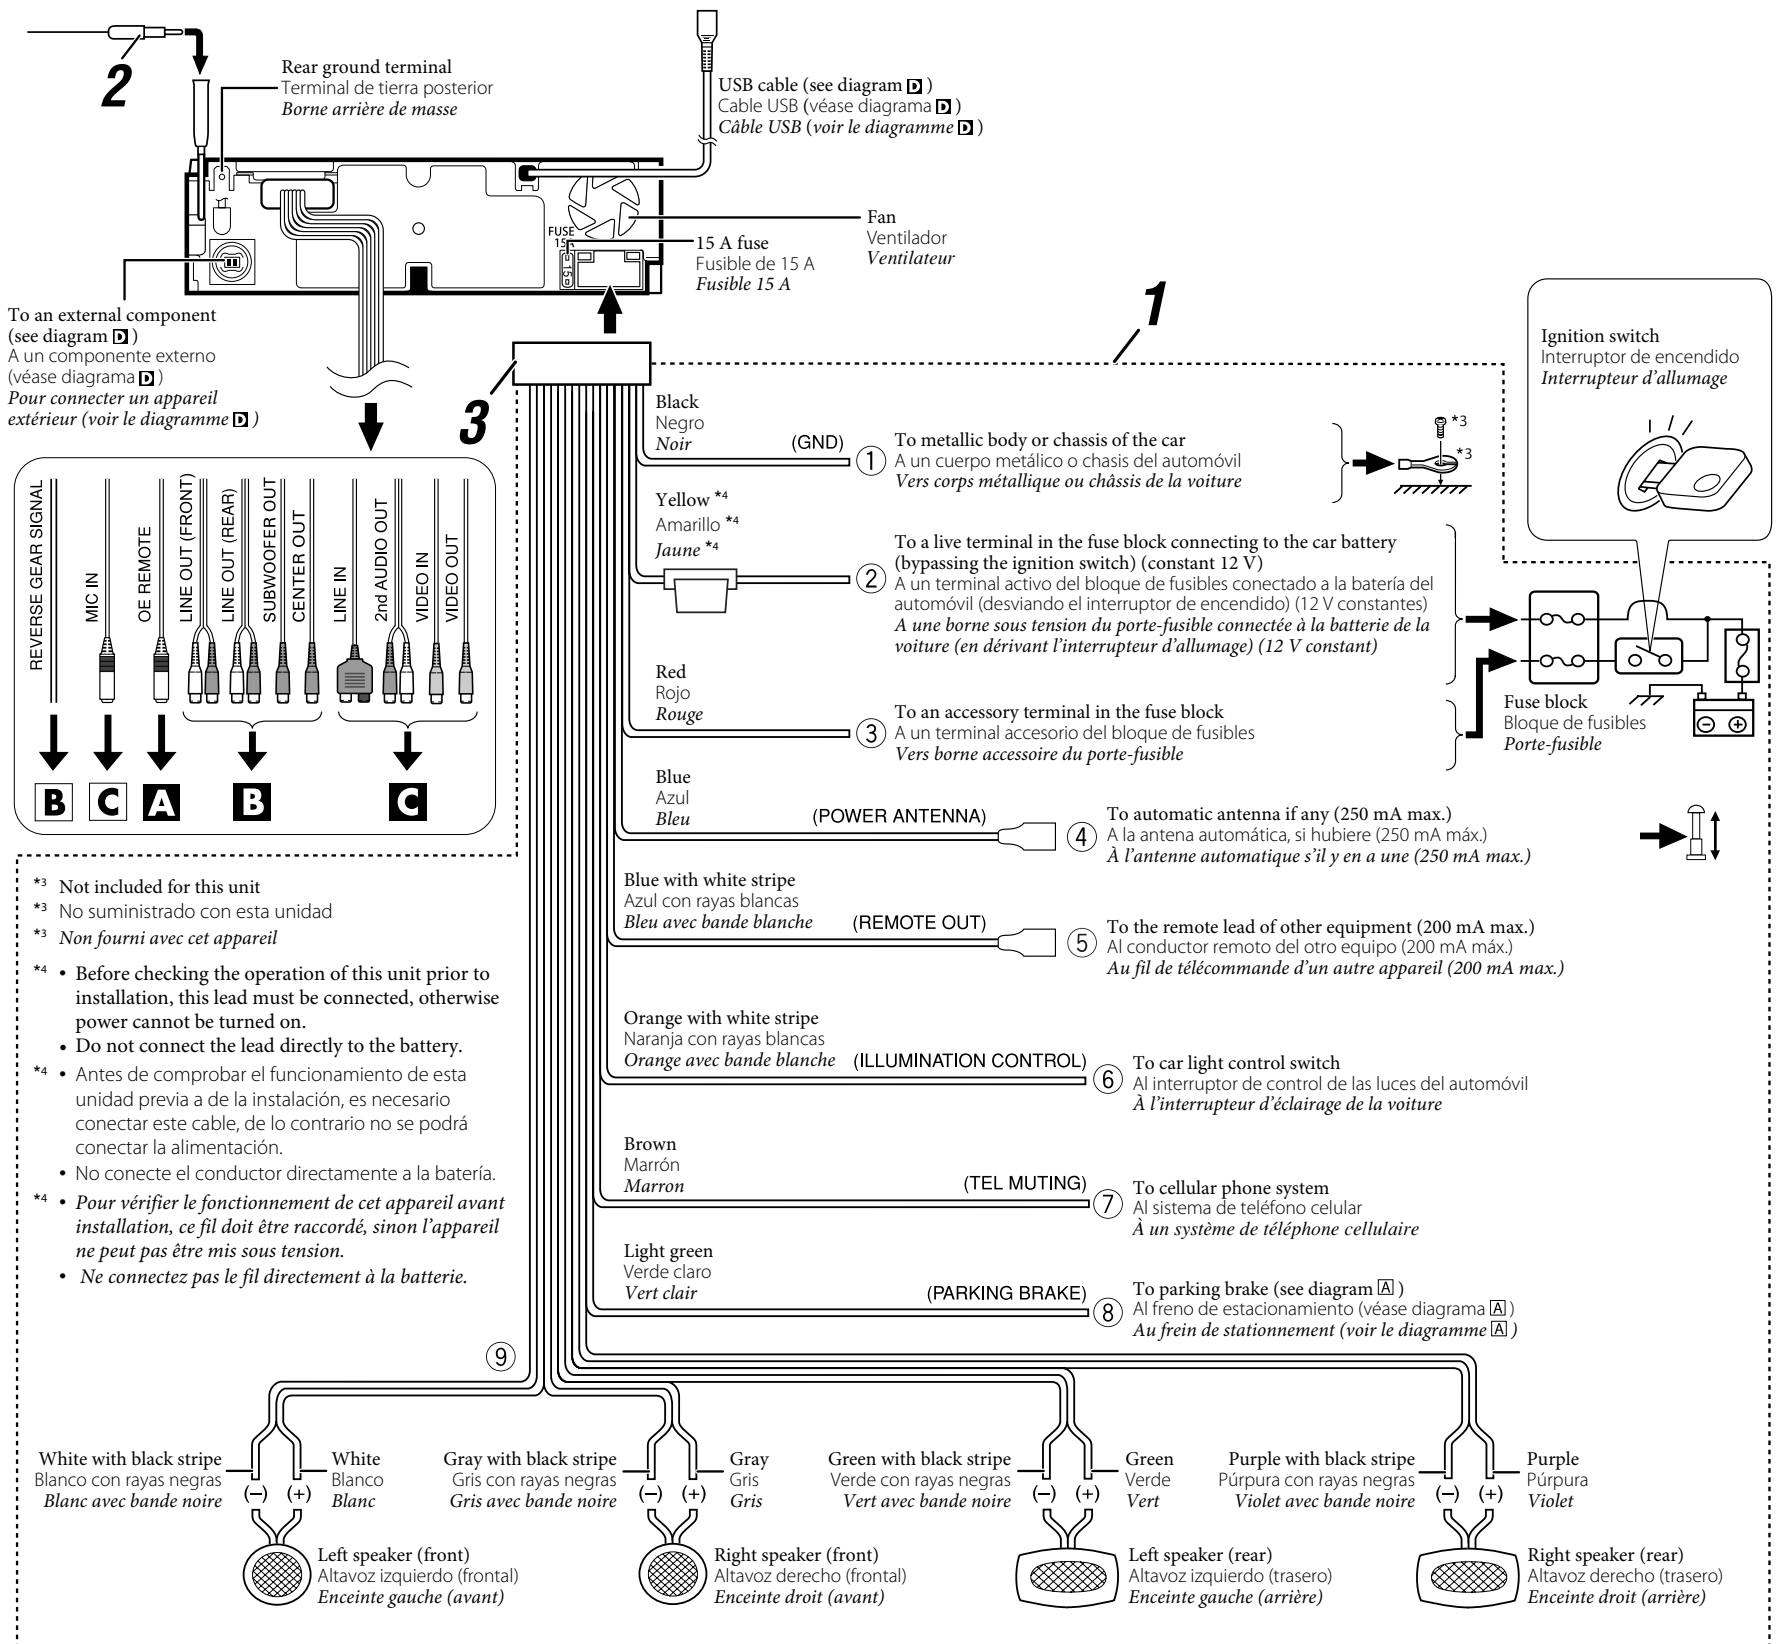 2
Rear ground terminal
Terminal de tierra posterior
Borne arrière de masse
USB cable (see diagram D )
Cable USB (véase diagrama D )
Câble USB (voir le diagramme D )
Fan
Ventilador
Ventilateur
FUSE
15A
15
15 A fuse
Fusible de 15 A
Fusible 15 A
To an external component
(see diagram D )
A un componente externo
(véase diagrama D )
Pour connecter un appareil
extérieur (voir le diagramme D )
1
3
Ignition switch
Interruptor de encendido
Interrupteur d'allumage
REVERSE GEAR SIGNAL
MIC IN
OE REMOTE
LINE OUT (FRONT)
LINE OUT (REAR)
SUBWOOFER OUT
CENTER OUT
LINE IN
2nd AUDIO OUT
VIDEO IN
VIDEO OUT
B C A B C
Black
Negro
Noir
(GND)
① To metallic body or chassis of the car
A un cuerpo metálico o chasis del automóvil
Vers corps métallique ou châssis de la voiture
*3
*3
Yellow *4
Amarillo *4
Jaune *4
② To a live terminal in the fuse block connecting to the car battery
(bypassing the ignition switch) (constant 12 V)
A un terminal activo del bloque de fusibles conectado a la batería del
automóvil (desviando el interruptor de encendido) (12 V constantes)
A une borne sous tension du porte-fusible connectée à la batterie de la
voiture (en dérivant l'interrupteur d'allumage) (12 V constant)
Red
Rojo
Rouge
③ To an accessory terminal in the fuse block
A un terminal accesorio del bloque de fusibles
Vers borne accessoire du porte-fusible
Fuse block
Bloque de fusibles
Porte-fusible
Blue
Azul
Bleu
(POWER ANTENNA)
④ To automatic antenna if any (250 mA max.)
A la antena automática, si hubiere (250 mA máx.)
À l'antenne automatique s'il y en a une (250 mA max.)
Blue with white stripe
Azul con rayas blancas
Bleu avec bande blanche
(REMOTE OUT)
⑤ To the remote lead of other equipment (200 mA max.)
Al conductor remoto del otro equipo (200 mA máx.)
Au fil de télécommande d'un autre appareil (200 mA max.)
Orange with white stripe
Naranja con rayas blancas
Orange avec bande blanche
(ILLUMINATION CONTROL)
⑥ To car light control switch
Al interruptor de control de las luces del automóvil
À l'interrupteur d'éclairage de la voiture
Brown
Marrón
Marron
(TEL MUTING)
⑦ To cellular phone system
Al sistema de teléfono celular
À un système de téléphone cellulaire
Light green
Verde claro
Vert clair
(PARKING BRAKE)
⑧ To parking brake (see diagram A )
Al freno de estacionamiento (véase diagrama A )
Au frein de stationnement (voir le diagramme A )
*3 Not included for this unit
*3 No suministrado con esta unidad
*3 Non fourni avec cet appareil
*4 • Before checking the operation of this unit prior to
installation, this lead must be connected, otherwise
power cannot be turned on.
• Do not connect the lead directly to the battery.
*4 • Antes de comprobar el funcionamiento de esta
unidad previa a de la instalación, es necesario
conectar este cable, de lo contrario no se podrá
conectar la alimentación.
• No conecte el conductor directamente a la batería.
*4 • Pour vérifier le fonctionnement de cet appareil avant
installation, ce fil doit être raccordé, sinon l'appareil
ne peut pas être mis sous tension.
• Ne connectez pas le fil directement à la batterie.
⑨
White with black stripe
Blanco con rayas negras
Blanc avec bande noire
(−) (+)
White
Blanco
Blanc
Left speaker (front)
Altavoz izquierdo (frontal)
Enceinte gauche (avant)
Gray with black stripe
Gris con rayas negras
Gris avec bande noire
(−) (+)
Gray
Gris
Gris
Right speaker (front)
Altavoz derecho (frontal)
Enceinte droit (avant)
Green with black stripe
Verde con rayas negras
Vert avec bande noire
(−) (+)
Green
Verde
Vert
Left speaker (rear)
Altavoz izquierdo (trasero)
Enceinte gauche (arrière)
Purple with black stripe
Púrpura con rayas negras
Violet avec bande noire
(−) (+)
Purple
Púrpura
Violet
Right speaker (rear)
Altavoz derecho (trasero)
Enceinte droit (arrière)